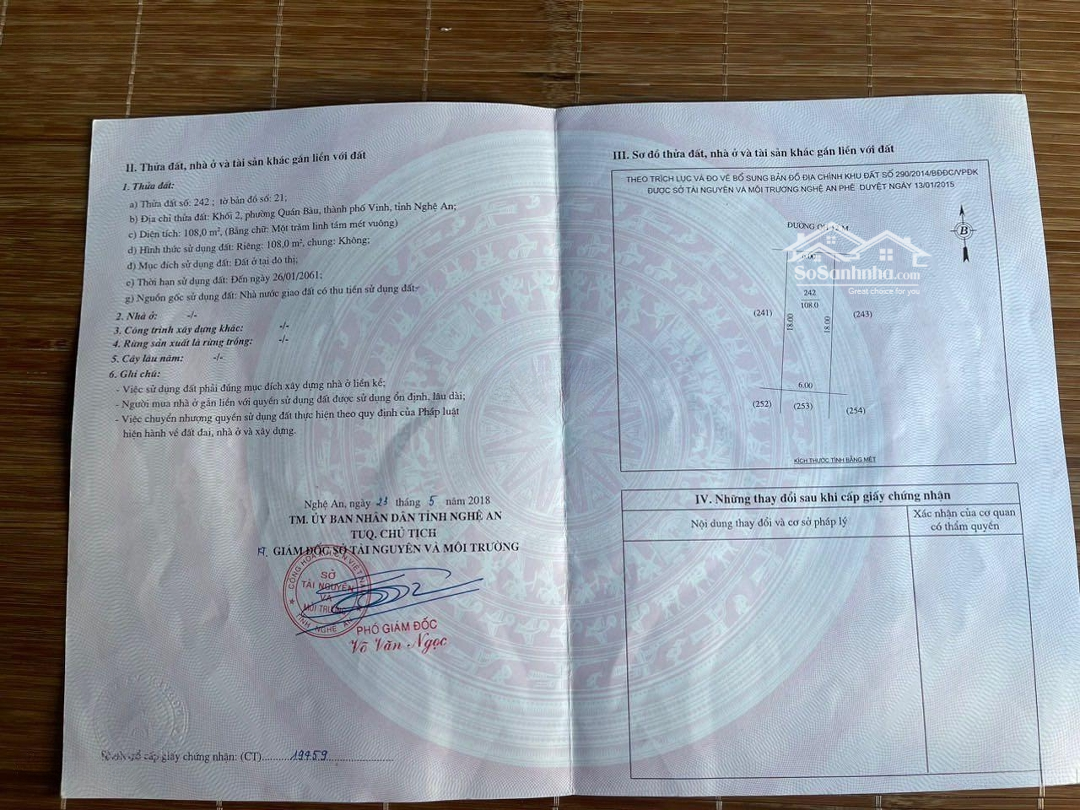 II. Thửa đất, nhà ở và tài sản khác gắn liền với đất
1. Thửa đất:
a) Thửa đất số: 242 ; tờ bản đồ số: 21;
b) Địa chỉ thửa đất: Khối 2, phường Quán Bàu, thành phố Vinh, tỉnh Nghệ An;
c) Diện tích: 108,0 m², (Bằng chữ: Một trăm linh tám mét vuông)
d) Hình thức sử dụng đất: Riêng: 108,0 m², chung: Không;
đ) Mục đích sử dụng đất: Đất ở tại đô thị;
e) Thời hạn sử dụng đất: Đến ngày 26/01/2061;
g) Nguồn gốc sử dụng đất: Nhà nước giao đất có thu tiền sử dụng đất-
2. Nhà ở: -/-
3. Công trình xây dựng khác: -/-
4. Rừng sản xuất là rừng trồng: -/-
5. Cây lâu năm: -/-
6. Ghi chú:
- Việc sử dụng đất phải đúng mục đích xây dựng nhà ở liền kề;
- Người mua nhà ở gắn liền với quyền sử dụng đất được sử dụng ổn định, lâu dài;
- Việc chuyển nhượng quyền sử dụng đất thực hiện theo quy định của Pháp luật
hiện hành về đất đai, nhà ở và xây dựng.
Nghệ An, ngày 23 tháng 5 năm 2018
TM. ỦY BAN NHÂN DÂN TỈNH NGHỆ AN
TUQ. CHỦ TỊCH
GIÁM ĐỐC SỞ TÀI NGUYÊN VÀ MÔI TRƯỜNG
SỞ
TÀI NGUYÊN
VÀ
MÔI TRƯỜNG
TỈNH NGHỆ AN
PHÓ GIÁM ĐỐC
Võ Văn Ngọc
cấp giấy chứng nhận: (CT)..........19959....................
III. Sơ đồ thửa đất, nhà ở và tài sản khác gắn liền với đất
THEO TRÍCH LỤC VÀ ĐO VẼ BỔ SUNG BẢN ĐỒ ĐỊA CHÍNH KHU ĐẤT SỐ 290/2014/BĐĐC/VPĐK
ĐƯỢC SỞ TÀI NGUYÊN VÀ MÔI TRƯỜNG NGHỆ AN PHÊ DUYỆT NGÀY 13/01/2015
ĐƯỜNG
B
SoSanhnha.com
Great choice for you
242
108.0
(241)
18.00
18.00
(243)
6.00
(252)
(253)
(254)
KÍCH THƯỚC TÍNH BẰNG MÉT
IV. Những thay đổi sau khi cấp giấy chứng nhận
Nội dung thay đổi và cơ sở pháp lý
Xác nhận của cơ quan
có thẩm quyền